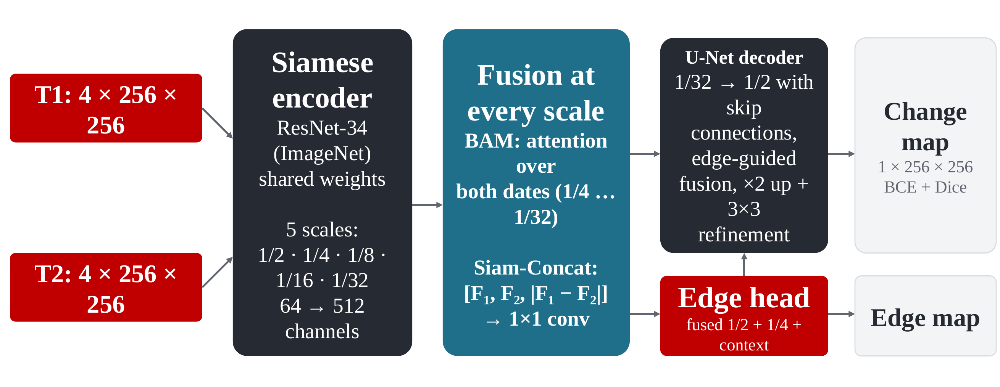 T1: 4 × 256 ×
256
T2: 4 × 256 ×
256
Siamese
encoder
ResNet-34
(ImageNet)
shared weights
5 scales:
1/2 · 1/4 · 1/8 ·
1/16 · 1/32
64 → 512
channels
Fusion at
every scale
BAM: attention
over
both dates (1/4 …
1/32)
Siam-Concat:
[F₁, F₂, |F₁ − F₂|]
→ 1×1 conv
U-Net decoder
1/32 → 1/2 with
skip
connections,
edge-guided
fusion, ×2 up +
3×3
refinement
Edge head
fused 1/2 + 1/4 +
context
Change
map
1 × 256 × 256
BCE + Dice
Edge map